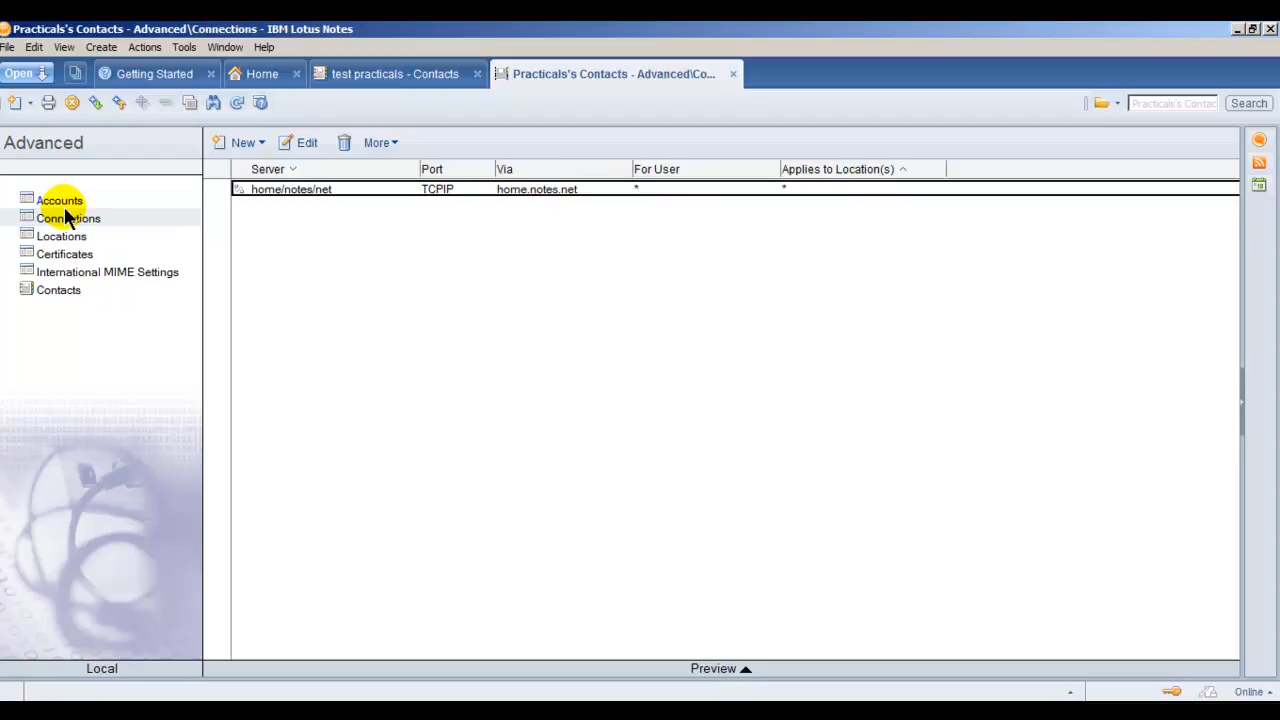 Practicals's Contacts - Advanced\Connections - IBM Lotus Notes
File Edit View Create Actions Tools Window Help
Open Getting Started Home test practicals - Contacts Practicals's Contacts - Advanced\Co...
Practicals's Contac Search
Advanced
New Edit More
Server Port Via For User Applies to Location(s)
home/notes/net TCPIP home.notes.net * *
Accounts
Connections
Locations
Certificates
International MIME Settings
Contacts
Local
Preview
Online